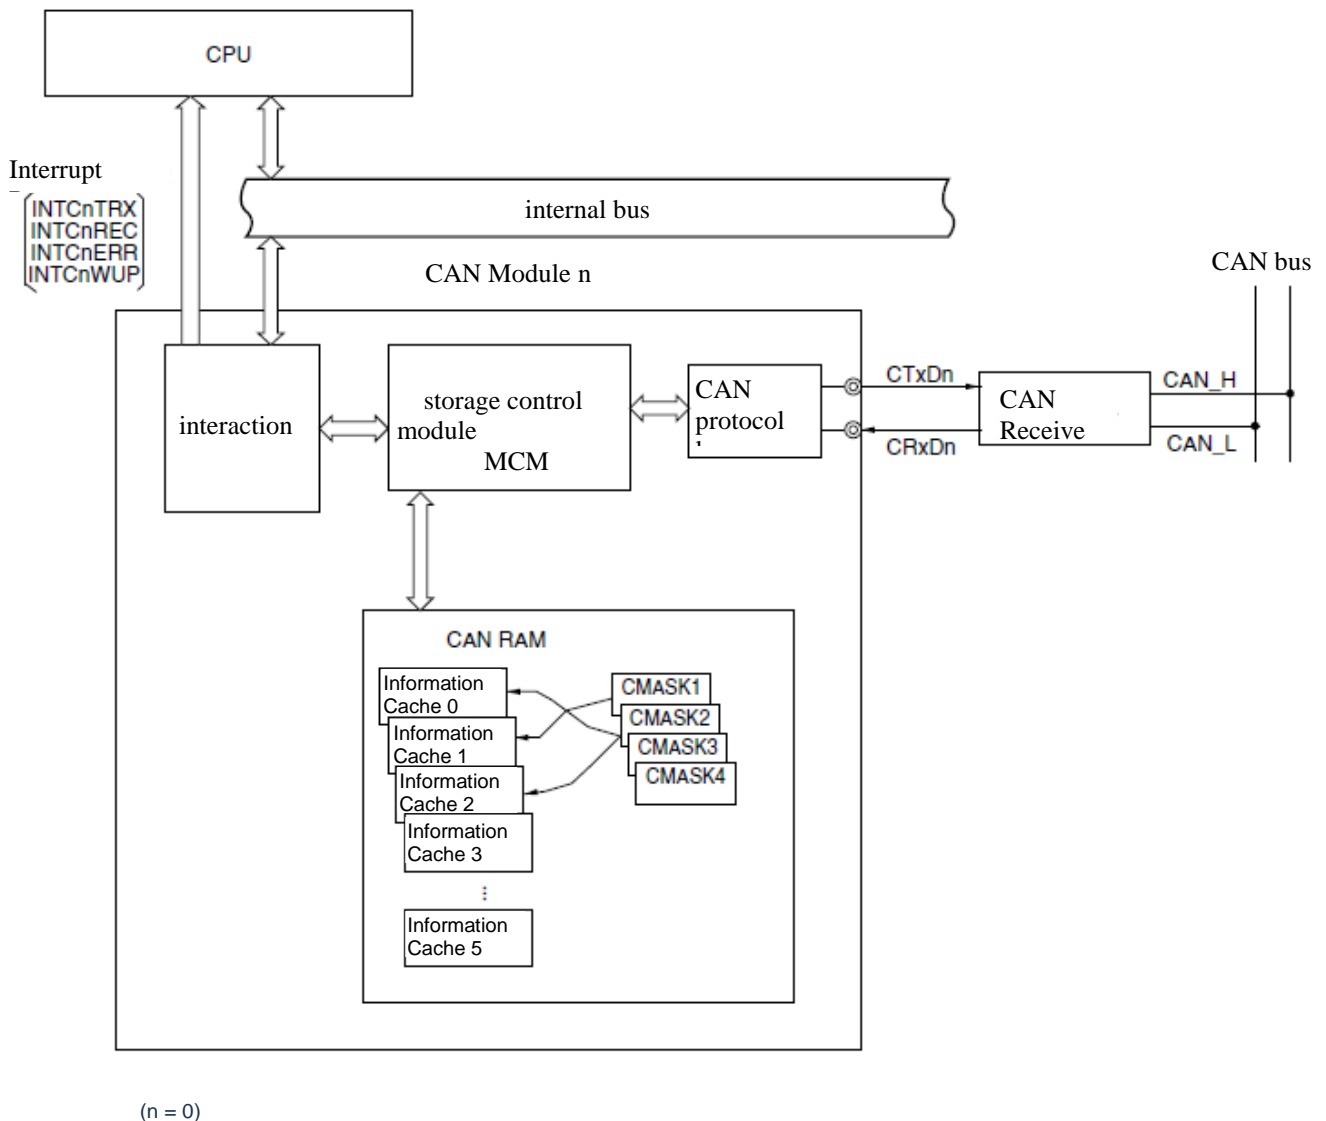 CPU
Interrupt
INTCnTRX
INTCnREC
INTCnERR
INTCnWUP
internal bus
CAN Module n
CAN bus
interaction
storage control
module
MCM
CAN
protocol
CTxDn
CRxDn
CAN
Receive
CAN_H
CAN_L
CAN RAM
Information
Cache 0
Information
Cache 1
Information
Cache 2
Information
Cache 3
⋮
Information
Cache 5
CMASK1
CMASK2
CMASK3
CMASK4
(n = 0)